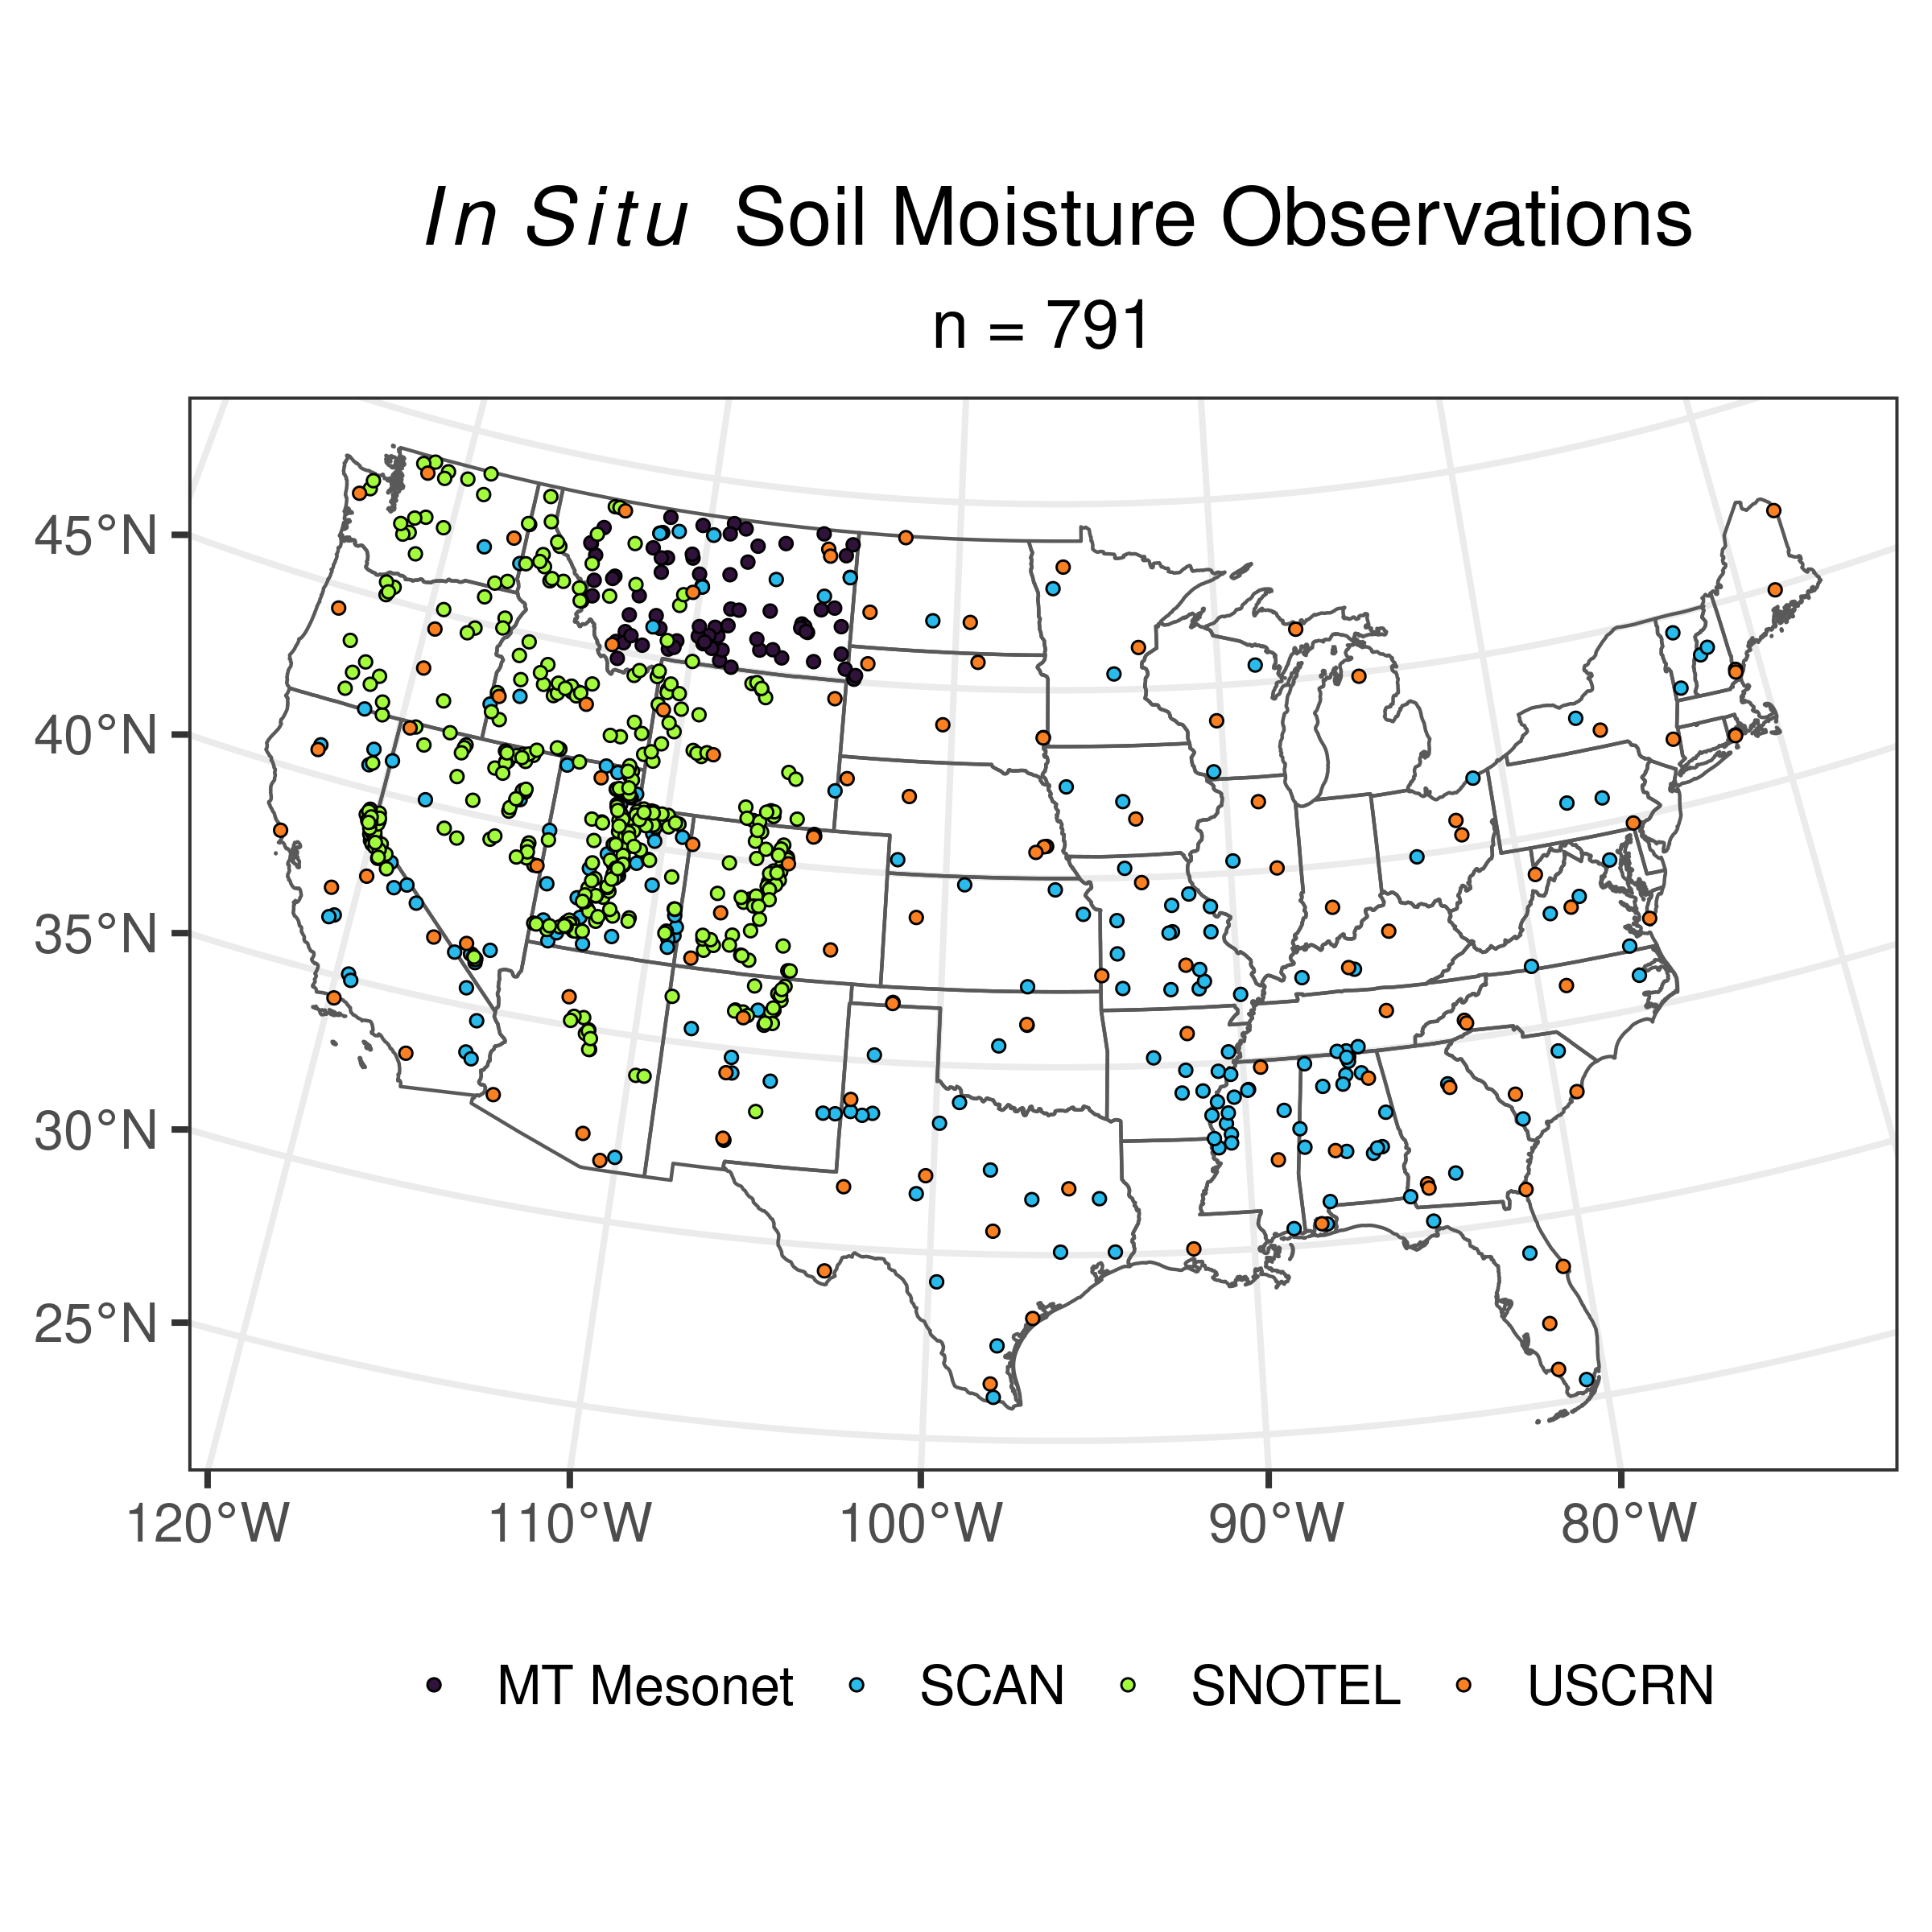 In Situ Soil Moisture Observations
n = 791
45°N
40°N
35°N
30°N
25°N
120°W 110°W 100°W 90°W 80°W
MT Mesonet SCAN SNOTEL USCRN